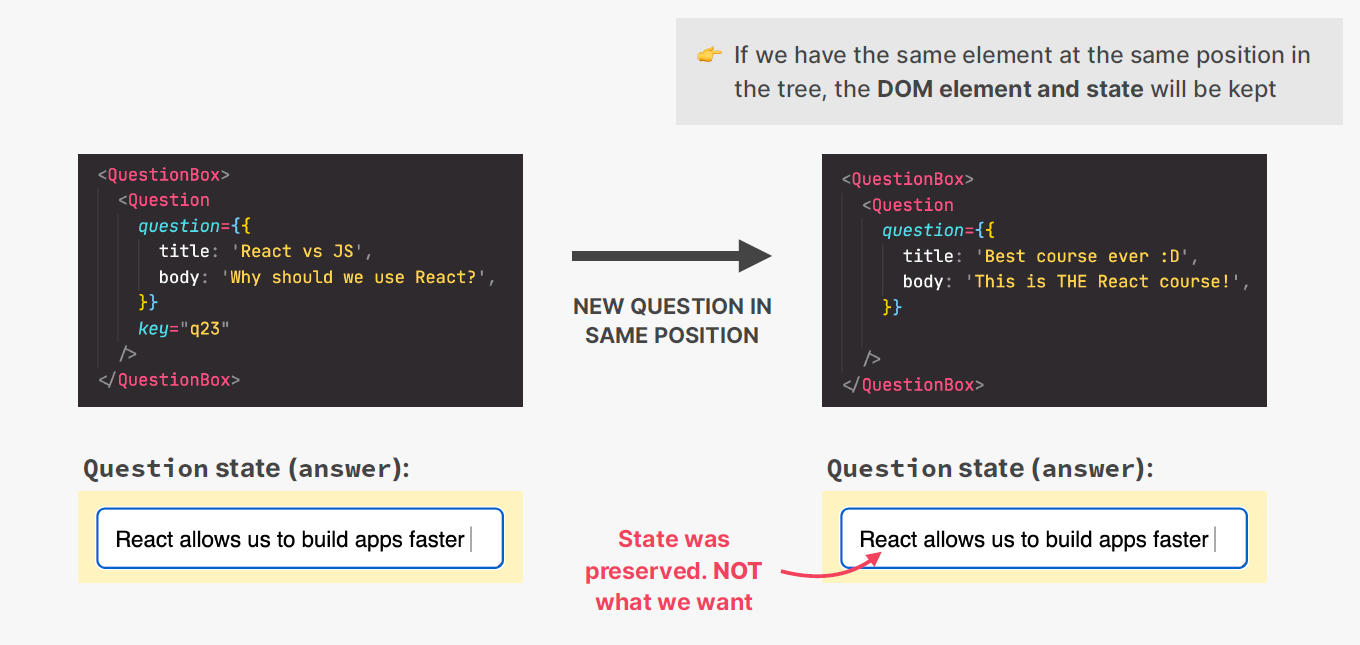 👉 If we have the same element at the same position in
the tree, the DOM element and state will be kept
<QuestionBox>
<Question
question={{
title: 'React vs JS',
body: 'Why should we use React?',
}}
key="q23"
/>
</QuestionBox>
NEW QUESTION IN
SAME POSITION
<QuestionBox>
<Question
question={{
title: 'Best course ever :D',
body: 'This is THE React course!',
}}
/>
</QuestionBox>
Question state (answer):
React allows us to build apps faster
State was
preserved. NOT
what we want
Question state (answer):
React allows us to build apps faster